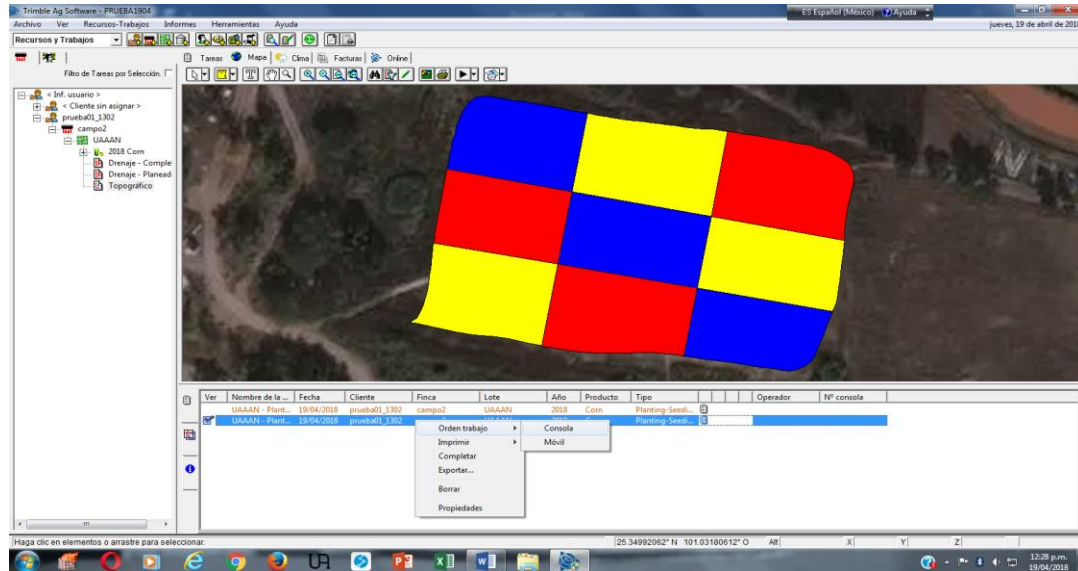 Trimble Ag Software - PRUEBA1904
ES Español (México) Ayuda
Archivo Ver Recursos-Trabajos Informes Herramientas Ayuda
jueves, 19 de abril de 201
Recursos y Trabajos
Tareas Mapa Clima Facturas Online
Filtro de Tareas por Selección.
< Inf. usuario >
< Cliente sin asignar >
prueba01_1302
campo2
UAAAN
2018 Corn
Drenaje - Comple
Drenaje - Planead
Topográfico
Ver Nombre de la ... Fecha Cliente Finca Lote Año Producto Tipo Operador Nº consola
UAAAN - Plant... 19/04/2018 prueba01_1302 campo2 UAAAN 2018 Corn Planting-Seedi...
UAAAN - Plant... 19/04/2018 prueba01_1302 Planting-Seedi...
Orden trabajo Consola
Imprimir Móvil
Completar
Exportar...
Borrar
Propiedades
Haga clic en elementos o arrastre para seleccionar.
25.34992062° N 101.03180612° O Alt X Y Z
12:28 p.m.
19/04/2018